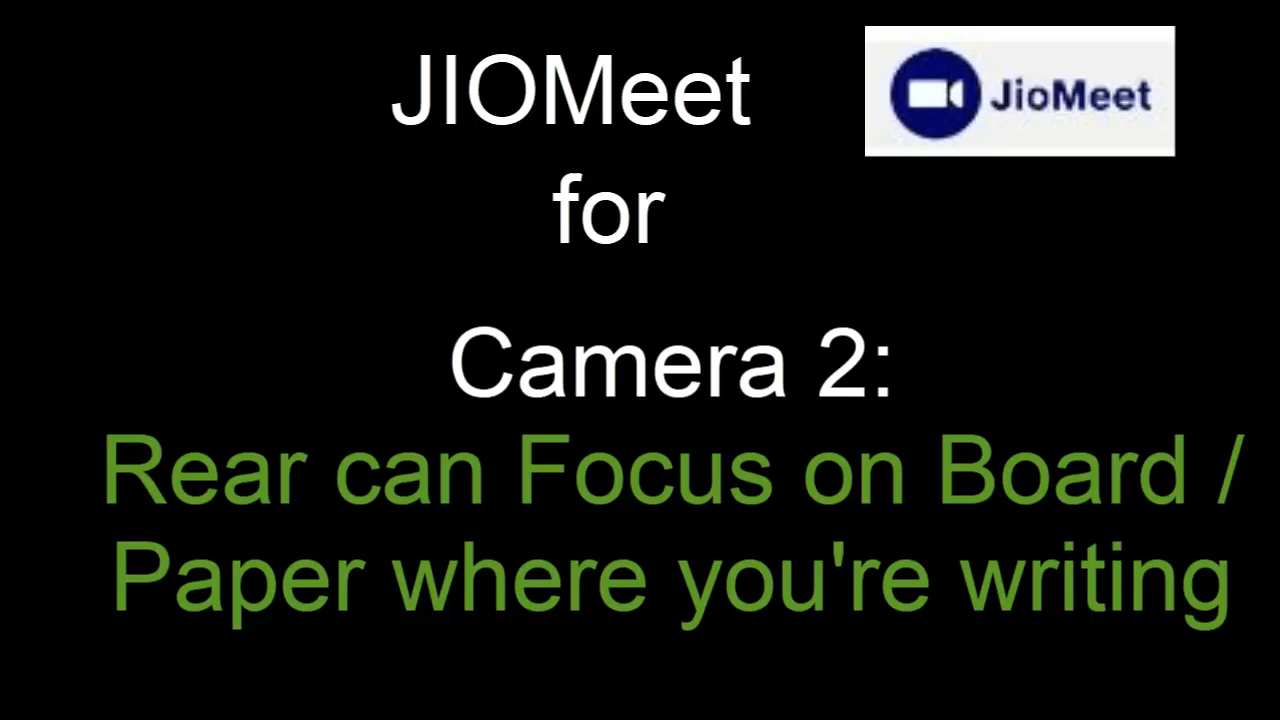 JIOMeet
JioMeet
for
Camera 2:
Rear can Focus on Board /
Paper where you're writing